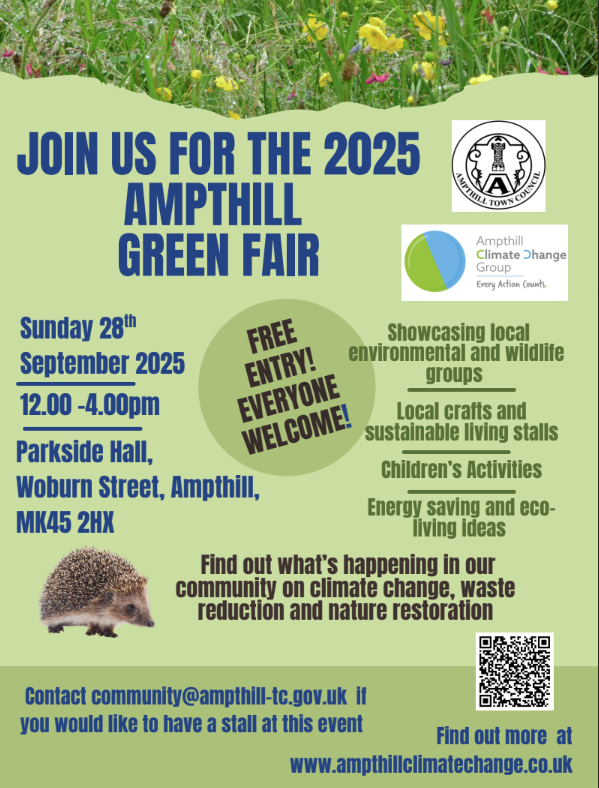 JOIN US FOR THE 2025
AMPTHILL
GREEN FAIR
AMPTHILL TOWN COUNCIL
A
Ampthill
Climate Change
Group
Every Action Counts.
Sunday 28th
September 2025
12.00 -4.00pm
Parkside Hall,
Woburn Street, Ampthill,
MK45 2HX
FREE
ENTRY!
EVERYONE
WELCOME!
Showcasing local
environmental and wildlife
groups
Local crafts and
sustainable living stalls
Children's Activities
Energy saving and eco-
living ideas
Find out what's happening in our
community on climate change, waste
reduction and nature restoration
Contact community@ampthill-tc.gov.uk if
you would like to have a stall at this event
Find out more at
www.ampthillclimatechange.co.uk